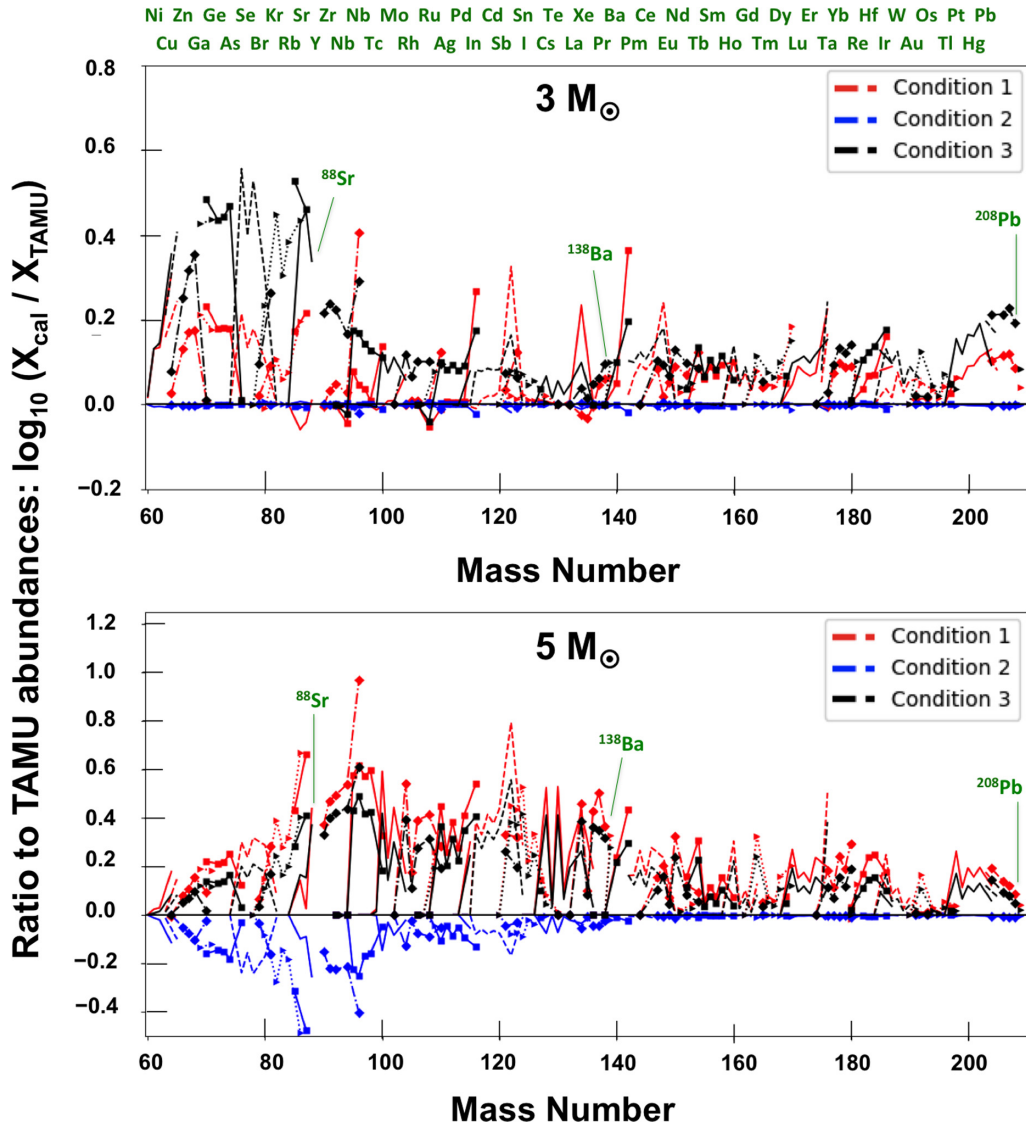 Ni Zn Ge Se Kr Sr Zr Nb Mo Ru Pd Cd Sn Te Xe Ba Ce Nd Sm Gd Dy Er Yb Hf W Os Pt Pb
Cu Ga As Br Rb Y Nb Tc Rh Ag In Sb I Cs La Pr Pm Eu Tb Ho Tm Lu Ta Re Ir Au Tl Hg
Ratio to TAMU abundances: log₁₀ (X_Cal / X_TAMU)
0.8
0.6
0.4
0.2
0.0
−0.2
3 M☉
Condition 1
Condition 2
Condition 3
⁸⁸Sr
¹³⁸Ba
²⁰⁸Pb
60 80 100 120 140 160 180 200
Mass Number
1.2
1.0
0.8
0.6
0.4
0.2
0.0
−0.2
−0.4
5 M☉
Condition 1
Condition 2
Condition 3
⁸⁸Sr
¹³⁸Ba
²⁰⁸Pb
60 80 100 120 140 160 180 200
Mass Number